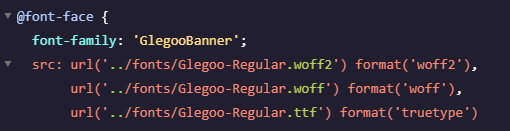 @font-face {
font-family: 'GlegooBanner';
src: url('../fonts/Glegoo-Regular.woff2') format('woff2'),
url('../fonts/Glegoo-Regular.woff') format('woff'),
url('../fonts/Glegoo-Regular.ttf') format('truetype')